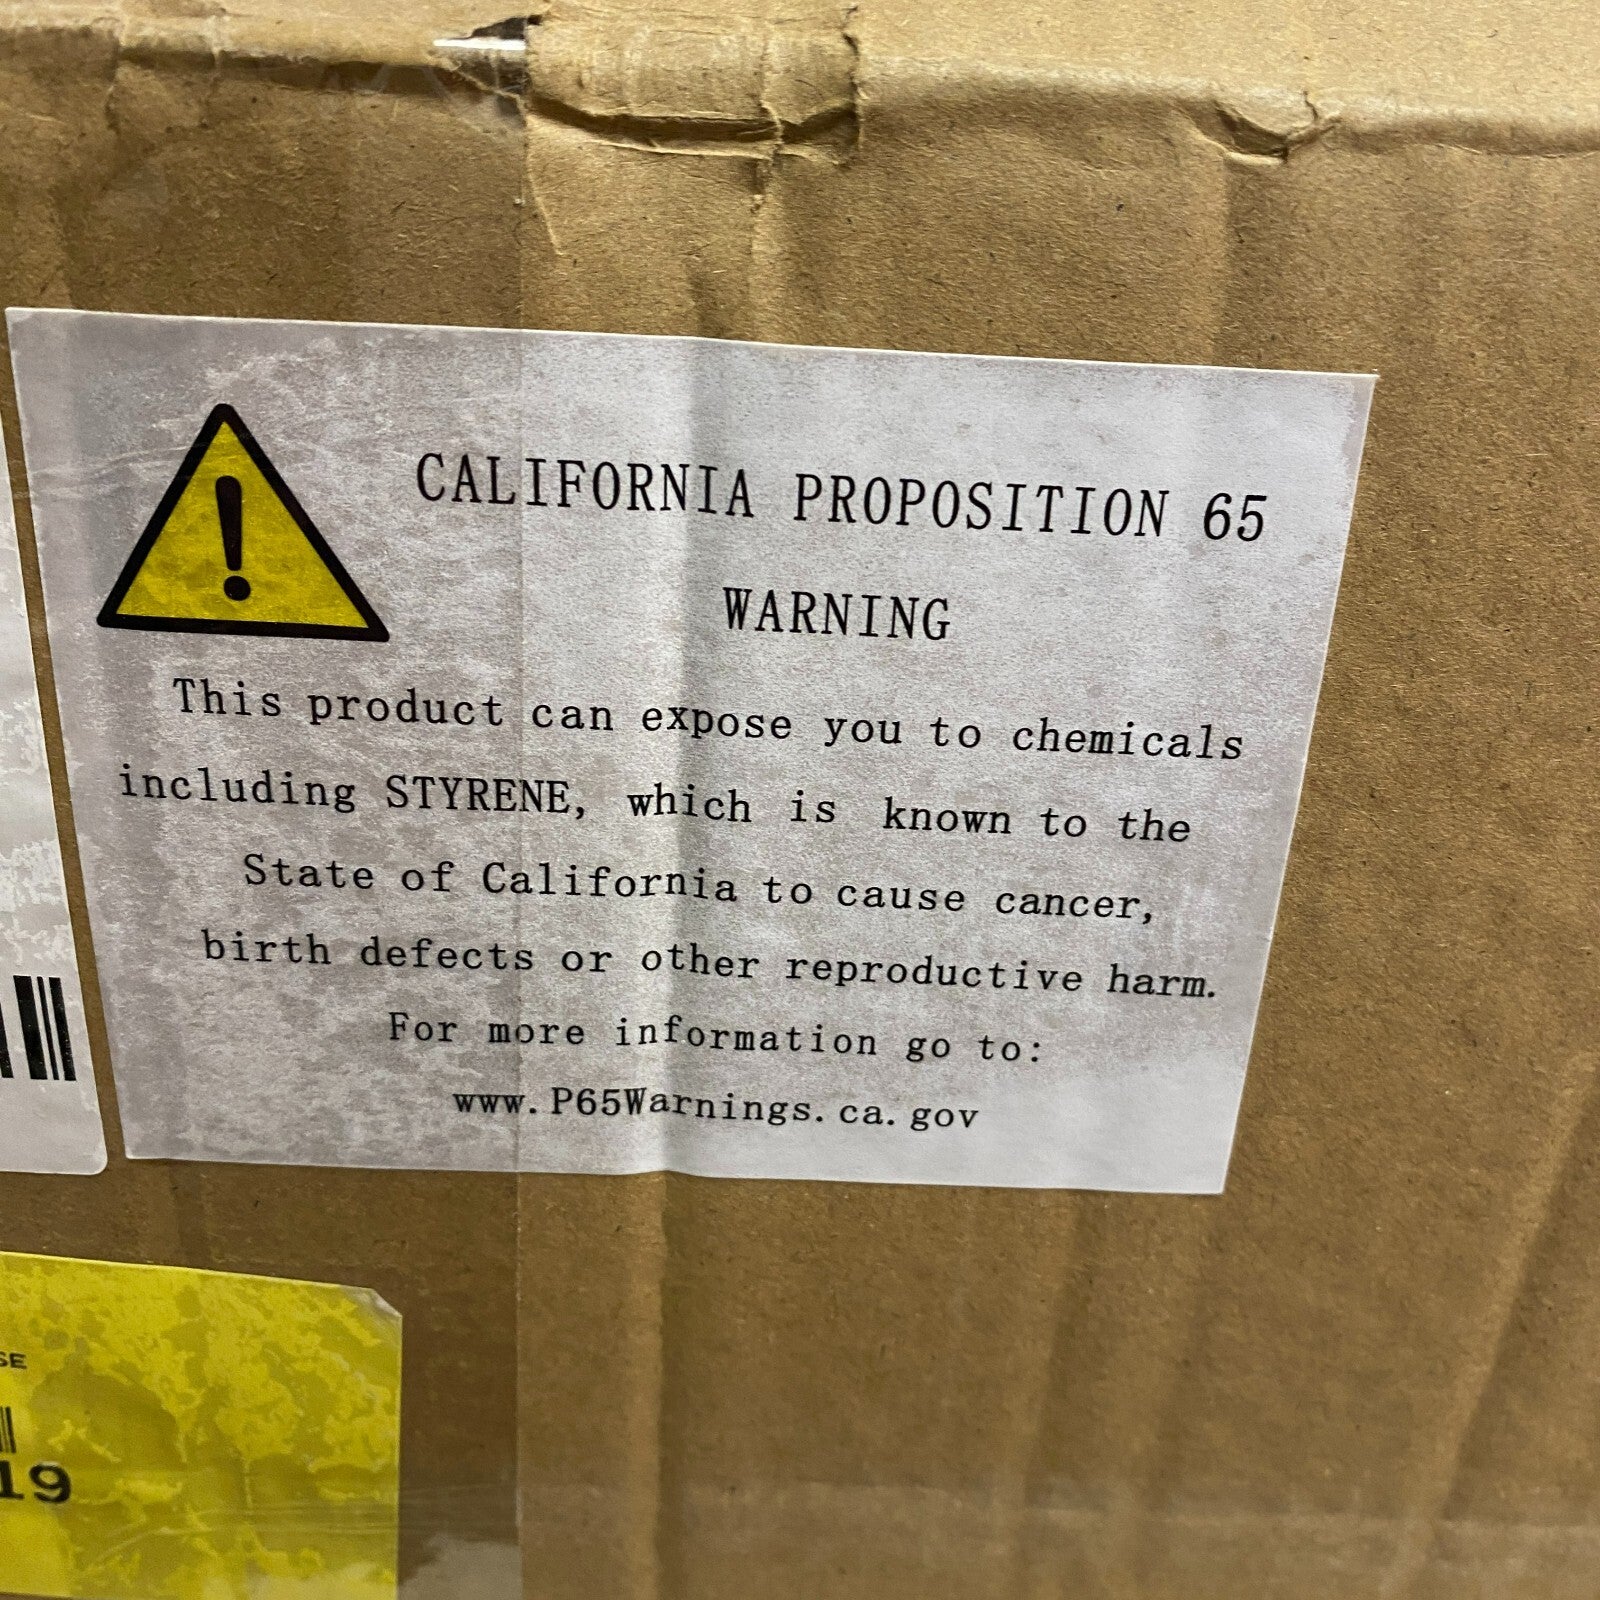 CALIFORNIA PROPOSITION 65
WARNING
This product can expose you to chemicals
including STYRENE, which is known to the
State of California to cause cancer,
birth defects or other reproductive harm.
For more information go to:
www.P65Warnings.ca.gov
SE
19